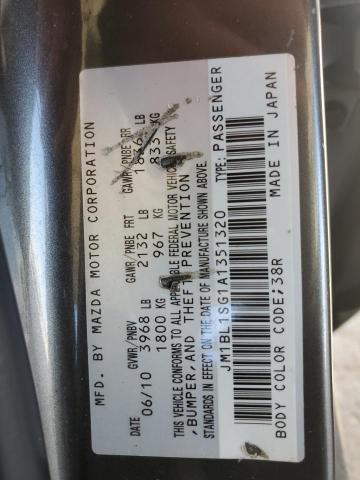 MFD. BY MAZDA MOTOR CORPORATION
GVWR/PNBV GAWR/PNBE FRT GAWR/PNBE RR
DATE 3968 LB 2132 LB LB
06/10 1800 KG 967 KG 833 KG
THIS VEHICLE CONFORMS TO ALL APPLICABLE FEDERAL MOTOR VEHICLE SAFETY
,BUMPER,AND THEFT PREVENTION
STANDARDS IN EFFECT ON THE DATE OF MANUFACTURE SHOWN ABOVE.
JM1BL1SG1A1351320 TYPE:PASSENGER
BODY COLOR CODE;38R MADE IN JAPAN